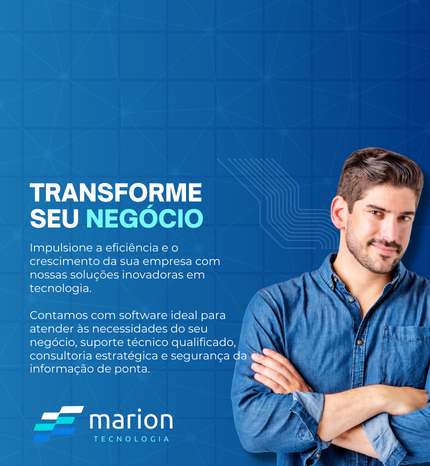 TRANSFORME
SEU NEGÓCIO
Impulsione a eficiência e o
crescimento da sua empresa com
nossas soluções inovadoras em
tecnologia.
Contamos com software ideal para
atender às necessidades do seu
negócio, suporte técnico qualificado,
consultoria estratégica e segurança da
informação de ponta.
marion
TECNOLOGIA